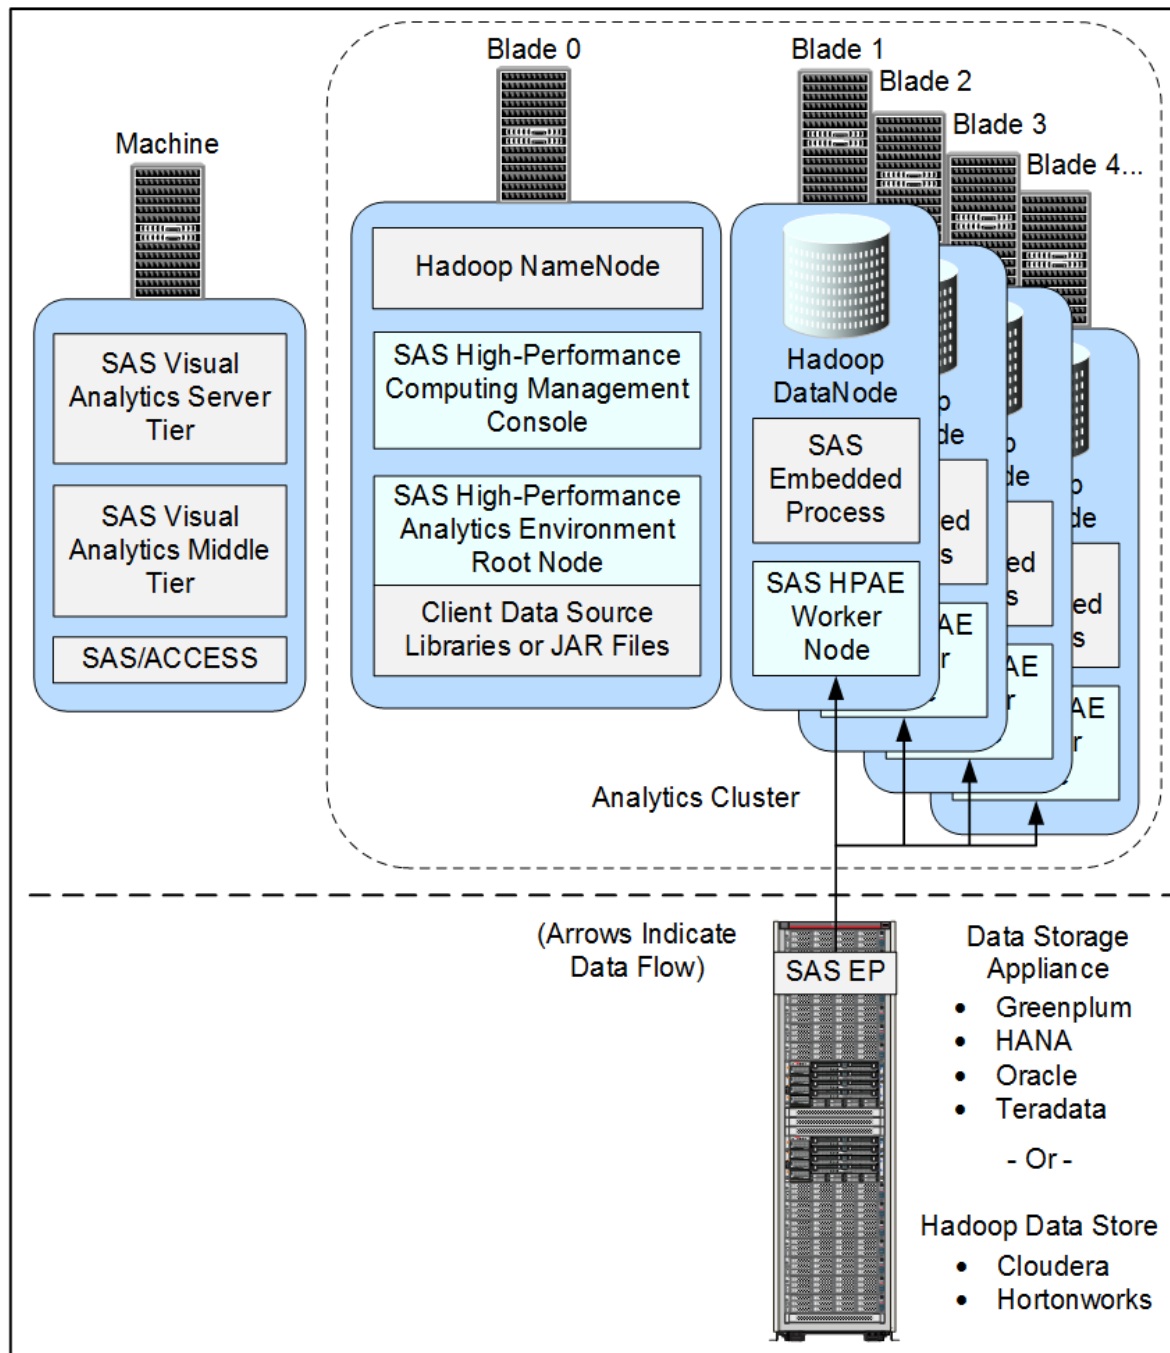 Blade 0
Blade 1
Blade 2
Blade 3
Blade 4...
Machine
SAS Visual
Analytics Server
Tier
SAS Visual
Analytics Middle
Tier
SAS/ACCESS
Hadoop NameNode
SAS High-Performance
Computing Management
Console
SAS High-Performance
Analytics Environment
Root Node
Client Data Source
Libraries or JAR Files
Hadoop
DataNode
SAS
Embedded
Process
SAS HPAE
Worker
Node
Analytics Cluster
(Arrows Indicate
Data Flow)
SAS EP
Data Storage
Appliance
• Greenplum
• HANA
• Oracle
• Teradata
- Or -
Hadoop Data Store
• Cloudera
• Hortonworks